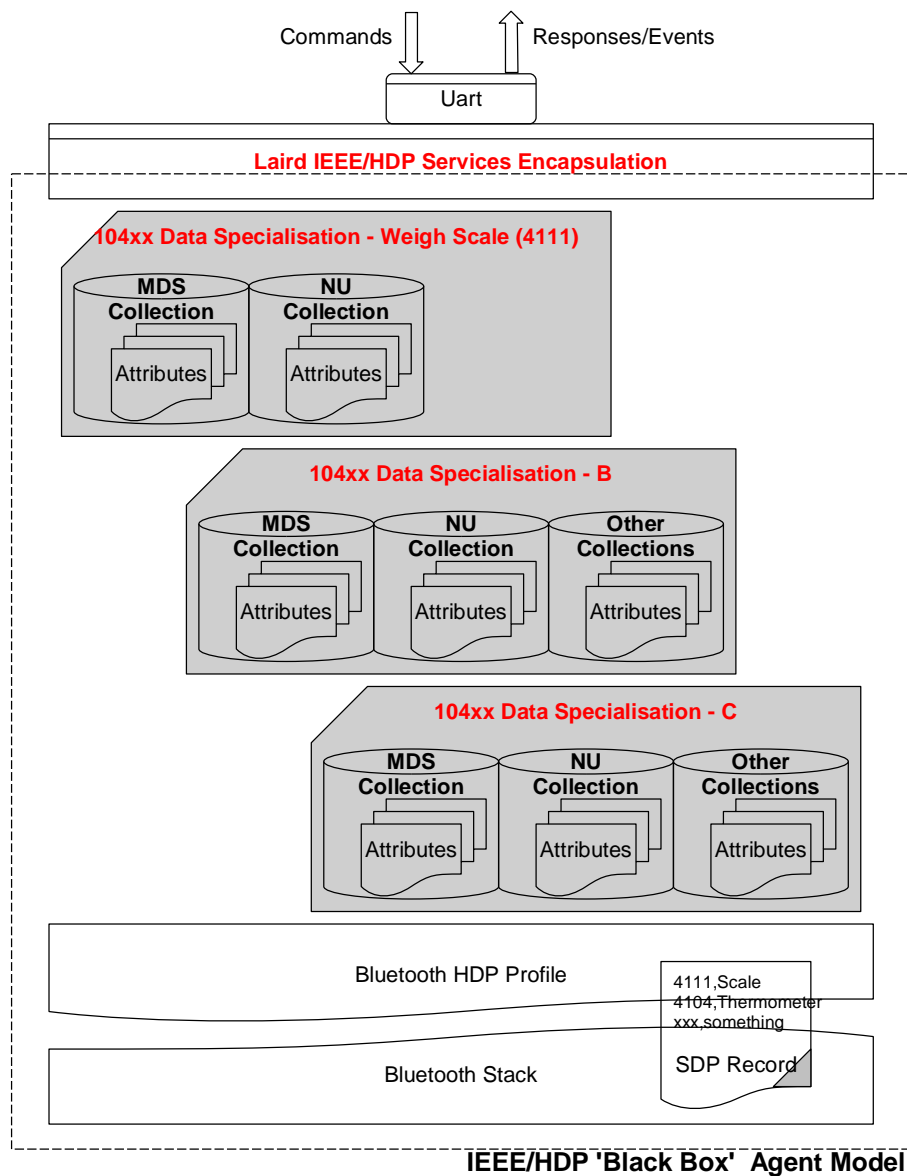 Commands
Responses/Events
Uart
Laird IEEE/HDP Services Encapsulation
104xx Data Specialisation - Weigh Scale (4111)
MDS
Collection
Attributes
NU
Collection
Attributes
104xx Data Specialisation - B
MDS
Collection
Attributes
NU
Collection
Attributes
Other
Collections
Attributes
104xx Data Specialisation - C
MDS
Collection
Attributes
NU
Collection
Attributes
Other
Collections
Attributes
Bluetooth HDP Profile
4111,Scale
4104,Thermometer
xxx,something
SDP Record
Bluetooth Stack
IEEE/HDP 'Black Box' Agent Model